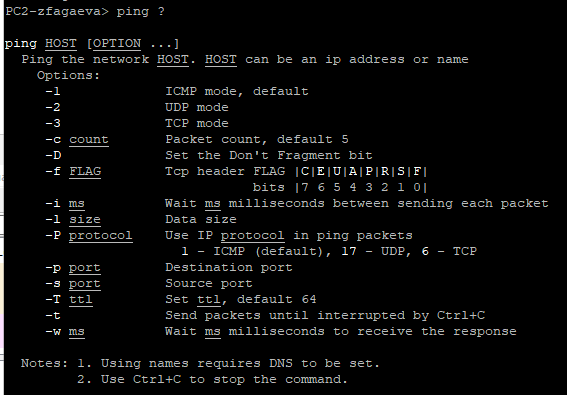 PC2-zfagaeva> ping ?
ping HOST [OPTION ...]
Ping the network HOST. HOST can be an ip address or name
Options:
-1 ICMP mode, default
-2 UDP mode
-3 TCP mode
-c count Packet count, default 5
-D Set the Don't Fragment bit
-f FLAG Tcp header FLAG |C|E|U|A|P|R|S|F|
bits |7 6 5 4 3 2 1 0|
-i ms Wait ms milliseconds between sending each packet
-l size Data size
-P protocol Use IP protocol in ping packets
1 - ICMP (default), 17 - UDP, 6 - TCP
-p port Destination port
-s port Source port
-T ttl Set ttl, default 64
-t Send packets until interrupted by Ctrl+C
-w ms Wait ms milliseconds to receive the response
Notes: 1. Using names requires DNS to be set.
2. Use Ctrl+C to stop the command.